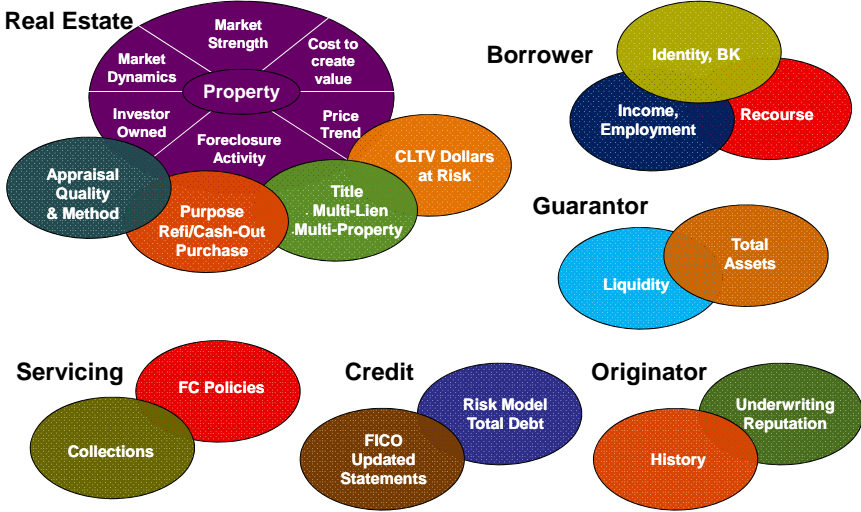 Real Estate
Market
Strength
Cost to
create
value
Market
Dynamics
Property
Investor
Owned
Price
Trend
Foreclosure
Activity
CLTV Dollars
at Risk
Appraisal
Quality
& Method
Purpose
Refi/Cash-Out
Purchase
Title
Multi-Lien
Multi-Property
Borrower
Identity, BK
Income,
Employment
Recourse
Guarantor
Total
Assets
Liquidity
Servicing
FC Policies
Collections
Credit
Risk Model
Total Debt
FICO
Updated
Statements
Originator
Underwriting
Reputation
History